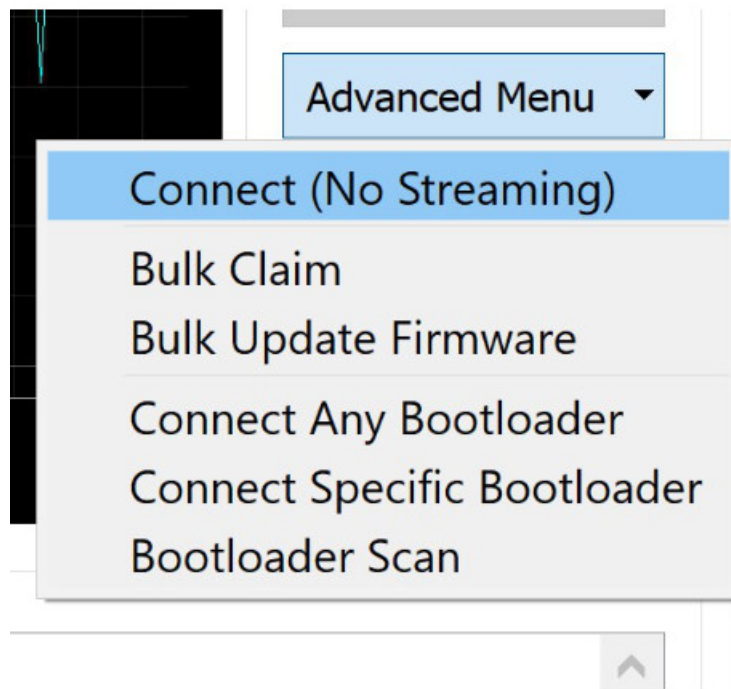 Advanced Menu
Connect (No Streaming)
Bulk Claim
Bulk Update Firmware
Connect Any Bootloader
Connect Specific Bootloader
Bootloader Scan